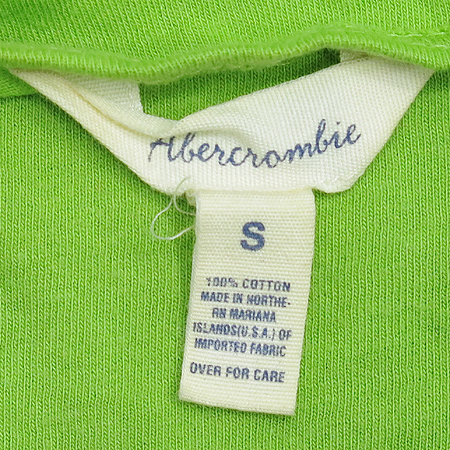 Abercrombie
S
100% COTTON
MADE IN NORTHE-
RN MARIANA
ISLANDS(U.S.A.) OF
IMPORTED FABRIC
OVER FOR CARE